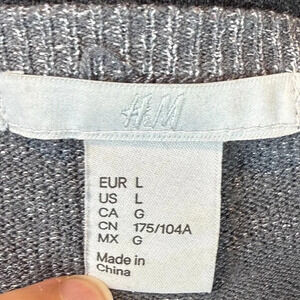 H&M
EUR L
US L
CA G
CN 175/104A
MX G
Made in
China